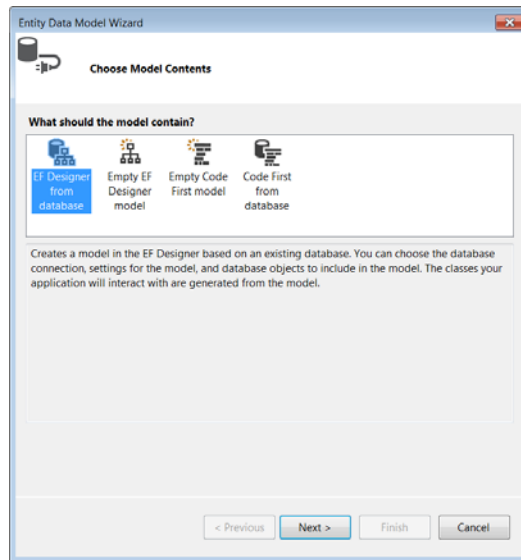 Entity Data Model Wizard
Choose Model Contents
What should the model contain?
EF Designer
from
database
Empty EF
Designer
model
Empty Code
First model
Code First
from
database
Creates a model in the EF Designer based on an existing database. You can choose the database
connection, settings for the model, and database objects to include in the model. The classes your
application will interact with are generated from the model.
< Previous
Next >
Finish
Cancel